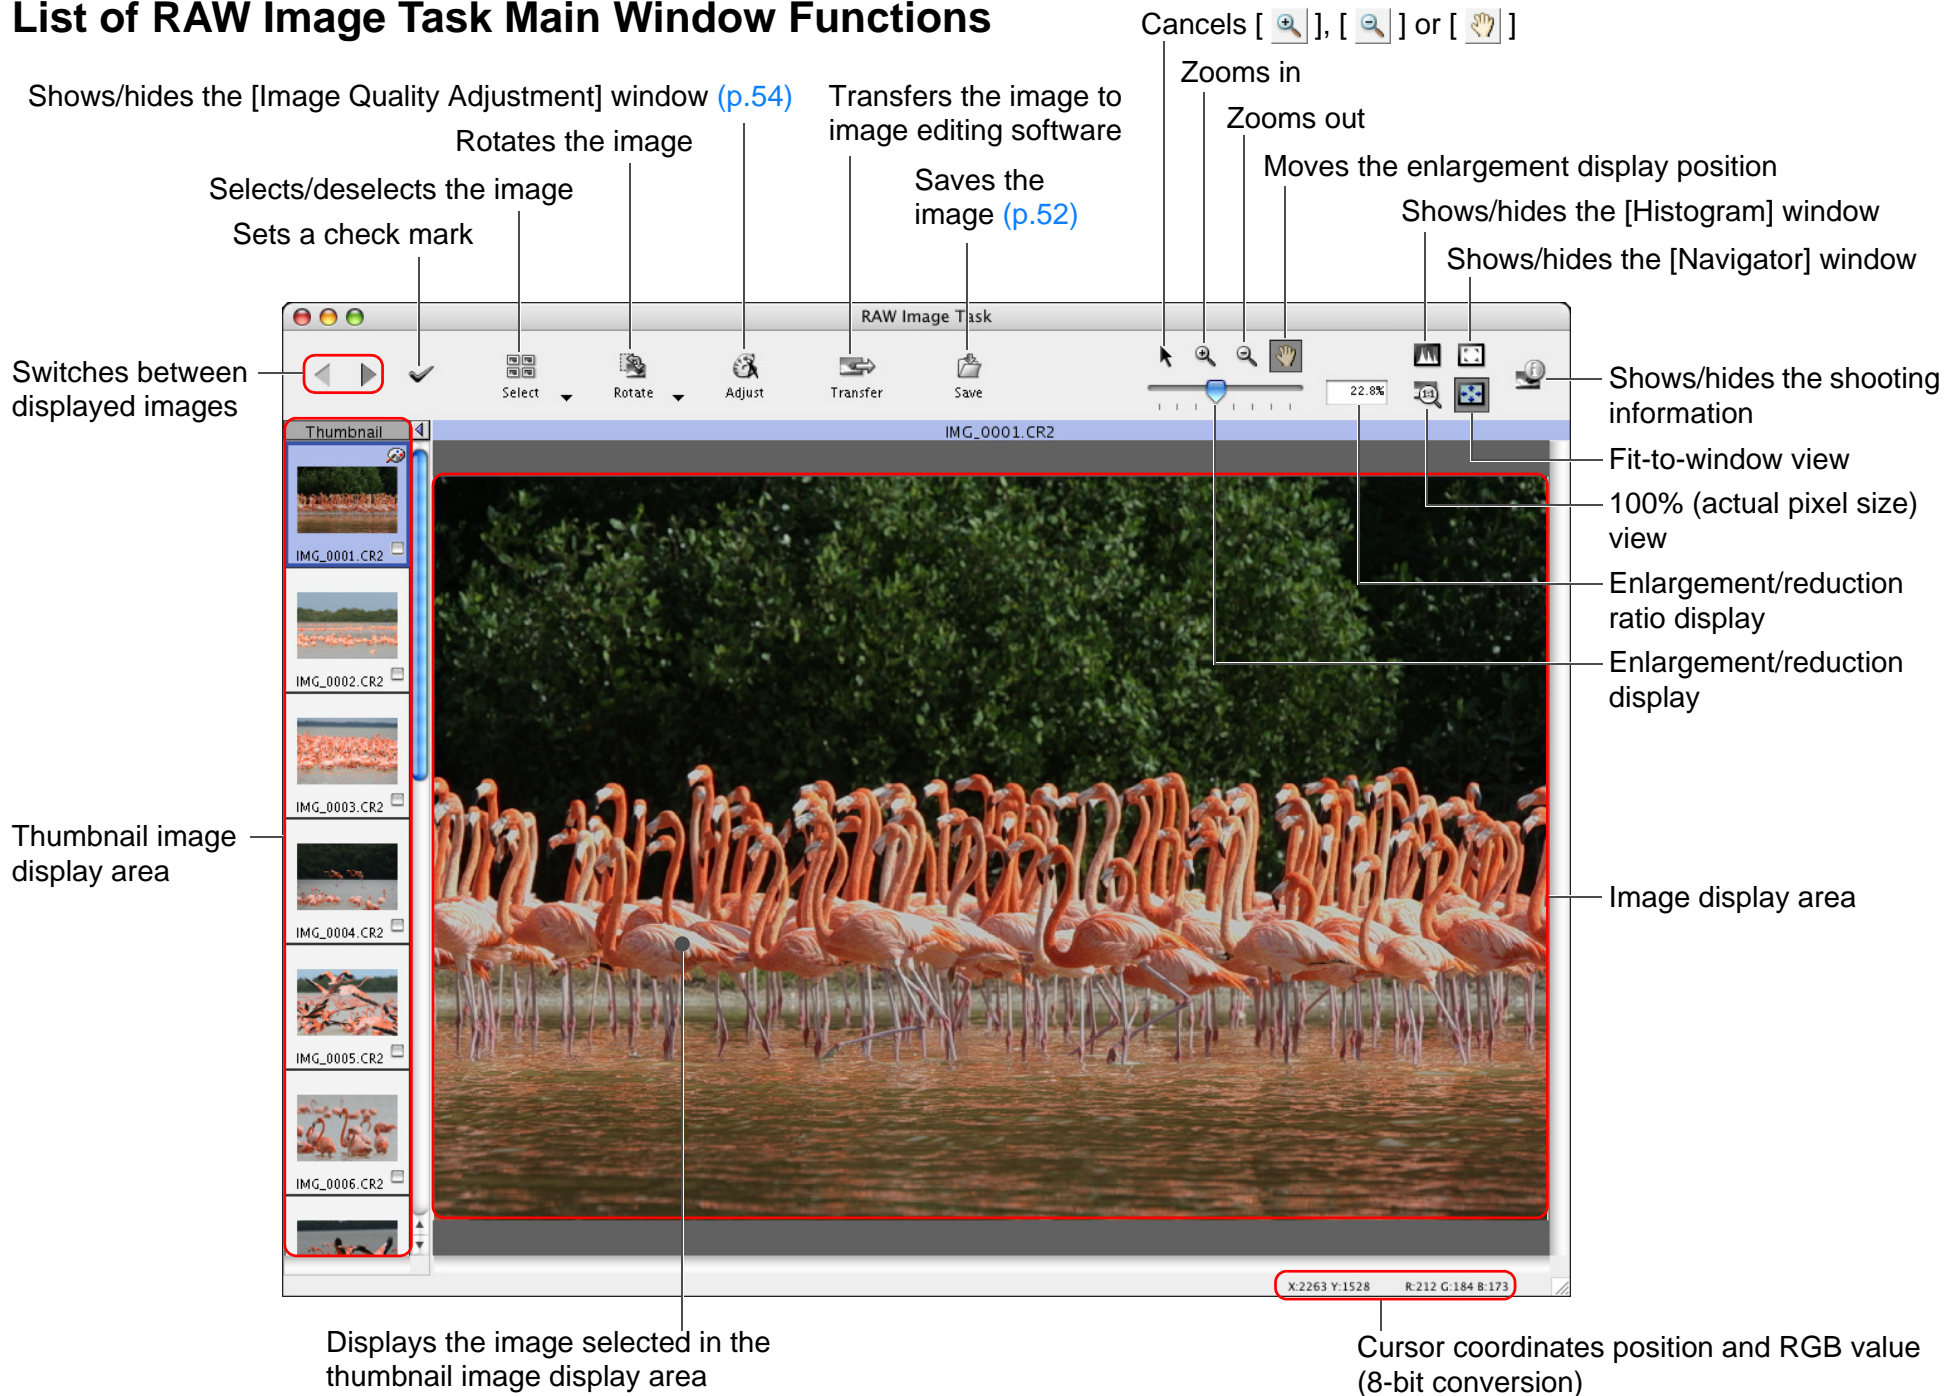 List of RAW Image Task Main Window Functions
Cancels [ ], [ ] or [ ]
Zooms in
Shows/hides the [Image Quality Adjustment] window (p.54)
Transfers the image to
image editing software
Zooms out
Rotates the image
Moves the enlargement display position
Selects/deselects the image
Saves the
image (p.52)
Shows/hides the [Histogram] window
Sets a check mark
Shows/hides the [Navigator] window
RAW Image Task
Switches between
displayed images
Select
Rotate
Adjust
Transfer
Save
22.8%
1:1
Shows/hides the shooting
information
Thumbnail
IMG_0001.CR2
Fit-to-window view
100% (actual pixel size)
view
IMG_0001.CR2
Enlargement/reduction
ratio display
IMG_0002.CR2
Enlargement/reduction
display
IMG_0003.CR2
Thumbnail image
display area
IMG_0004.CR2
Image display area
IMG_0005.CR2
IMG_0006.CR2
X:2263 Y:1528 R:212 G:184 B:173
Displays the image selected in the
thumbnail image display area
Cursor coordinates position and RGB value
(8-bit conversion)